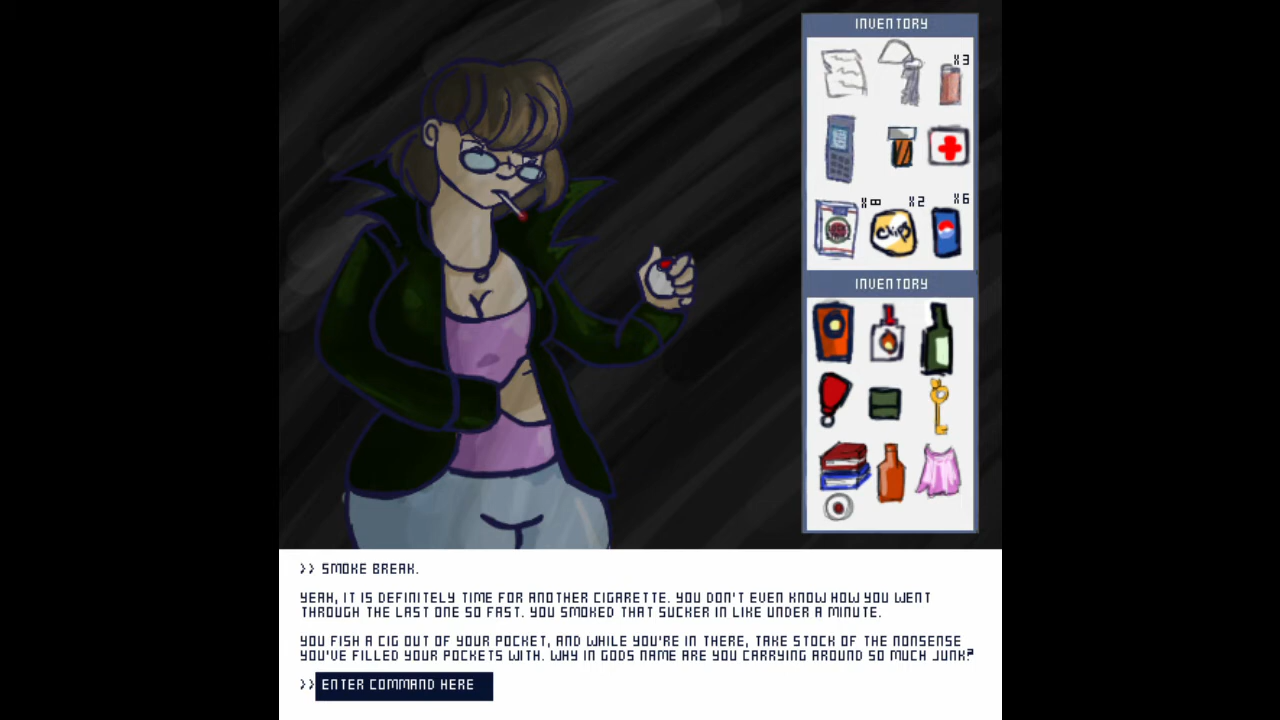 INVENTORY
X3
X∞
X2
X6
CHIPS
INVENTORY
>> SMOKE BREAK.
YEAH, IT IS DEFINITELY TIME FOR ANOTHER CIGARETTE. YOU DON'T EVEN KNOW HOW YOU WENT
THROUGH THE LAST ONE SO FAST. YOU SMOKED THAT SUCKER IN LIKE UNDER A MINUTE.
YOU FISH A CIG OUT OF YOUR POCKET, AND WHILE YOU'RE IN THERE, TAKE STOCK OF THE NONSENSE
YOU'VE FILLED YOUR POCKETS WITH. WHY IN GODS NAME ARE YOU CARRYING AROUND SO MUCH JUNK?
>> ENTER COMMAND HERE